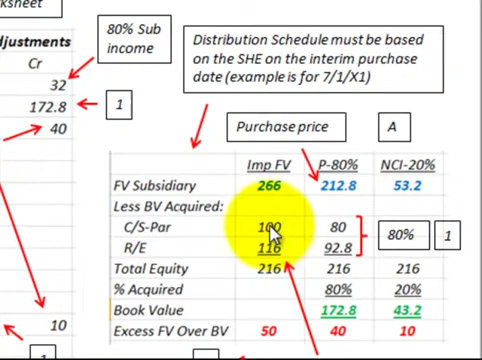 djustments
Cr
32
172.8
40
10
80% Sub
income
1
Distribution Schedule must be based
on the SHE on the interim purchase
date (example is for 7/1/X1)
Purchase price
A
Imp FV P-80% NCI-20%
FV Subsidiary 266 212.8 53.2
Less BV Acquired:
C/S-Par 100 80
R/E 116 92.8
80% 1
Total Equity 216 216 216
% Acquired 80% 20%
Book Value 172.8 43.2
Excess FV Over BV 50 40 10